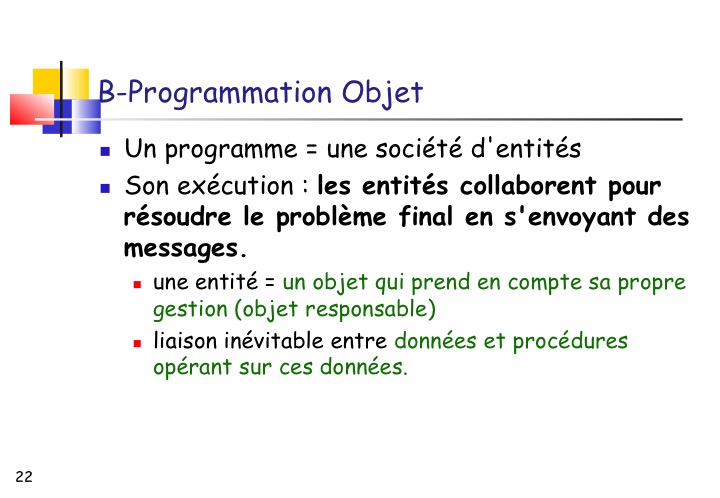 B-Programmation Objet
Un programme = une société d'entités
Son exécution : les entités collaborent pour
résoudre le problème final en s'envoyant des
messages.
une entité = un objet qui prend en compte sa propre
gestion (objet responsable)
liaison inévitable entre données et procédures
opérant sur ces données.
22